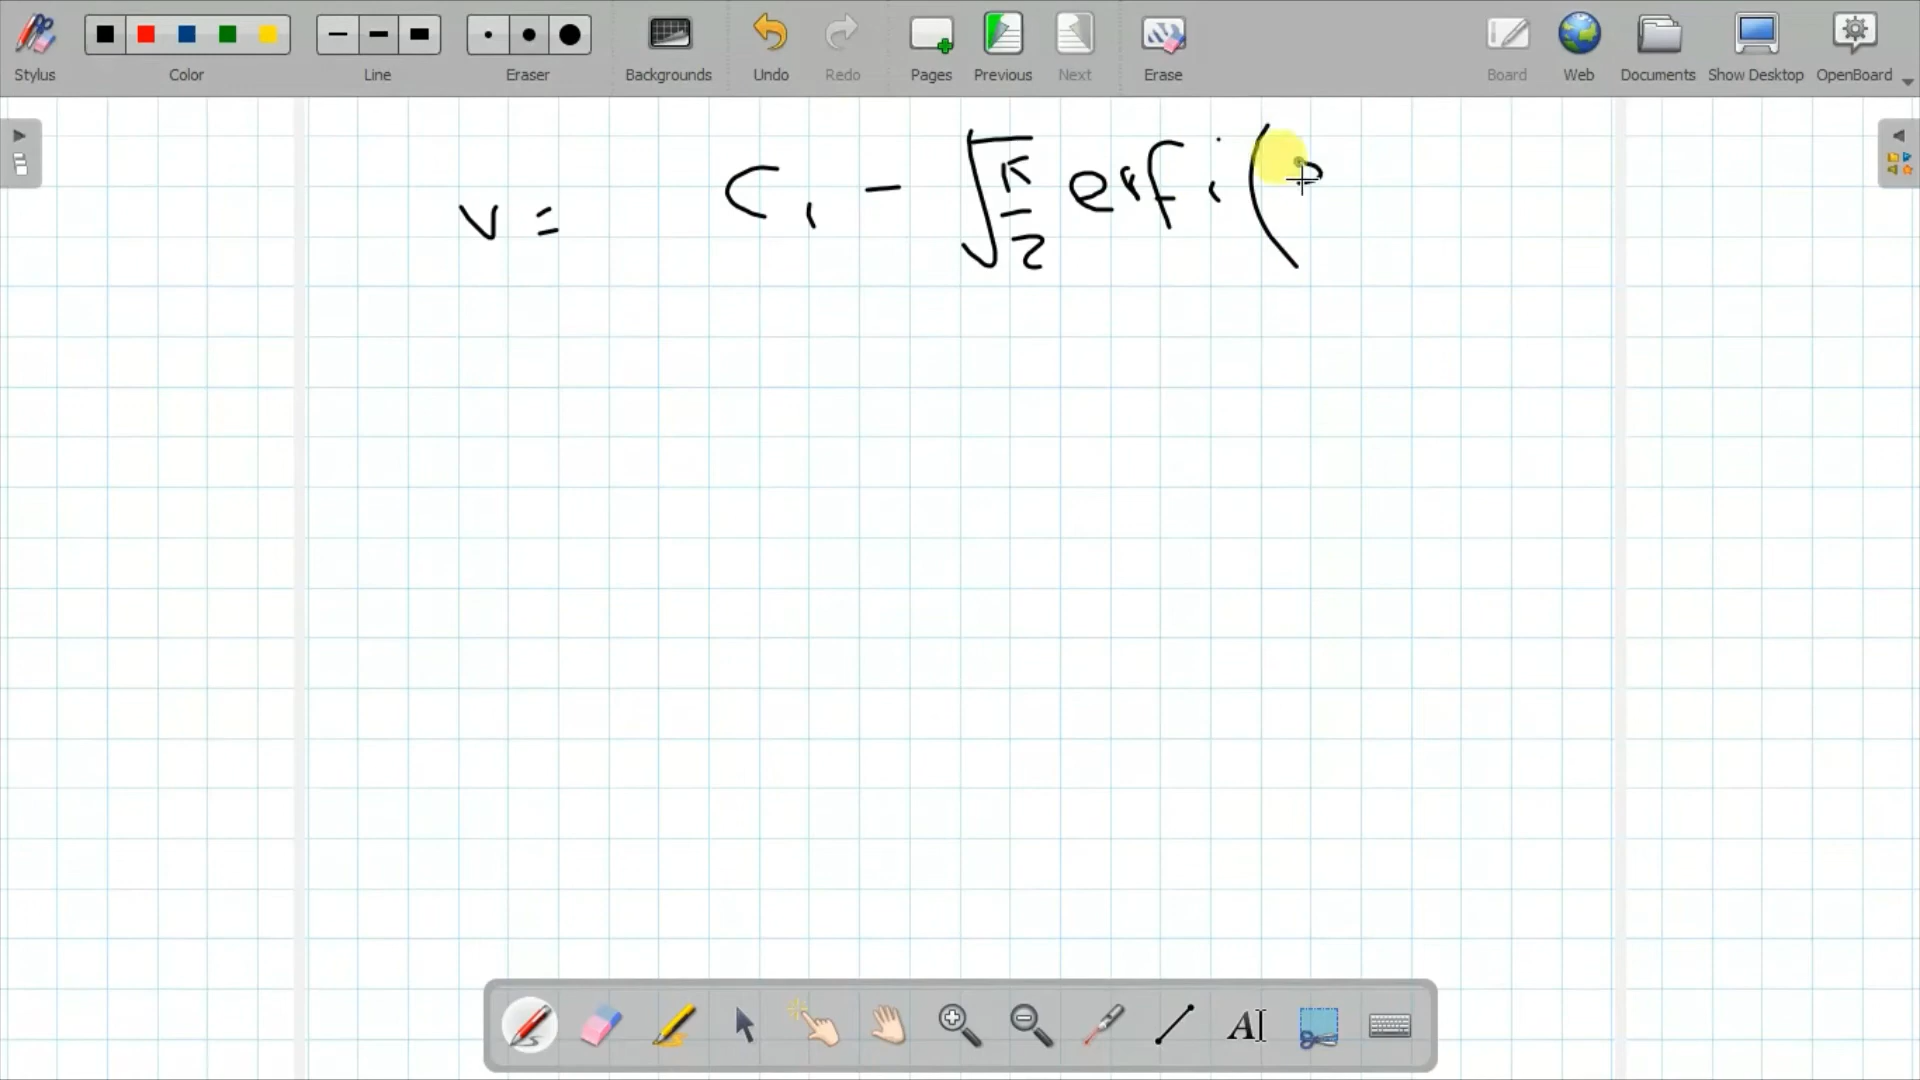 Stylus Color Line Eraser Backgrounds Undo Redo Pages Previous Next Erase Board Web Documents Show Desktop OpenBoard
v = C₁ - √(π/2) erfi(
A